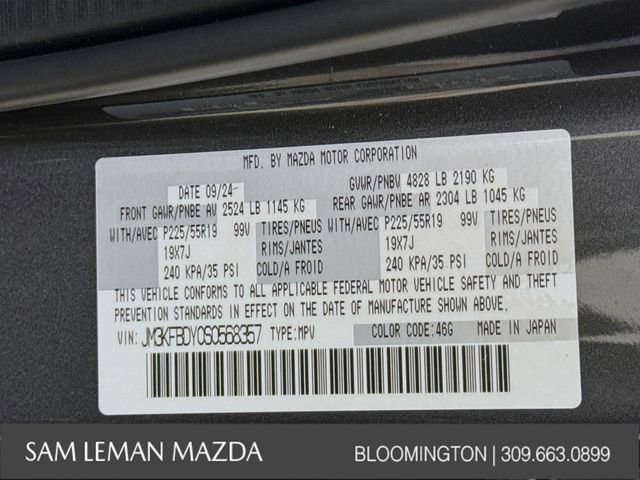 MFD. BY MAZDA MOTOR CORPORATION
DATE 09/24 GVWR/PNBV 4828 LB 2190 KG
FRONT GAWR/PNBE AV 2524 LB 1145 KG REAR GAWR/PNBE AR 2304 LB 1045 KG
WITH/AVEC P225/55R19 99V TIRES/PNEUS WITH/AVEC P225/55R19 99V TIRES/PNEUS
19X7J RIMS/JANTES 19X7J RIMS/JANTES
240 KPA/35 PSI COLD/A FROID 240 KPA/35 PSI COLD/A FROID
THIS VEHICLE CONFORMS TO ALL APPLICABLE FEDERAL MOTOR VEHICLE SAFETY AND THEFT
PREVENTION STANDARDS IN EFFECT ON THE DATE OF MANUFACTURE SHOWN ABOVE.
VIN: JM3KFBDY0S0568357 TYPE: MPV COLOR CODE: 46G MADE IN JAPAN
SAM LEMAN MAZDA BLOOMINGTON | 309.663.0899